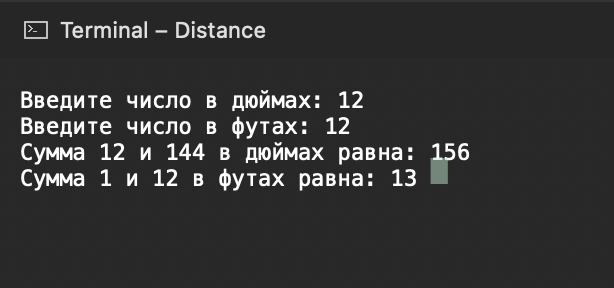 Terminal – Distance
Введите число в дюймах: 12
Введите число в футах: 12
Сумма 12 и 144 в дюймах равна: 156
Сумма 1 и 12 в футах равна: 13